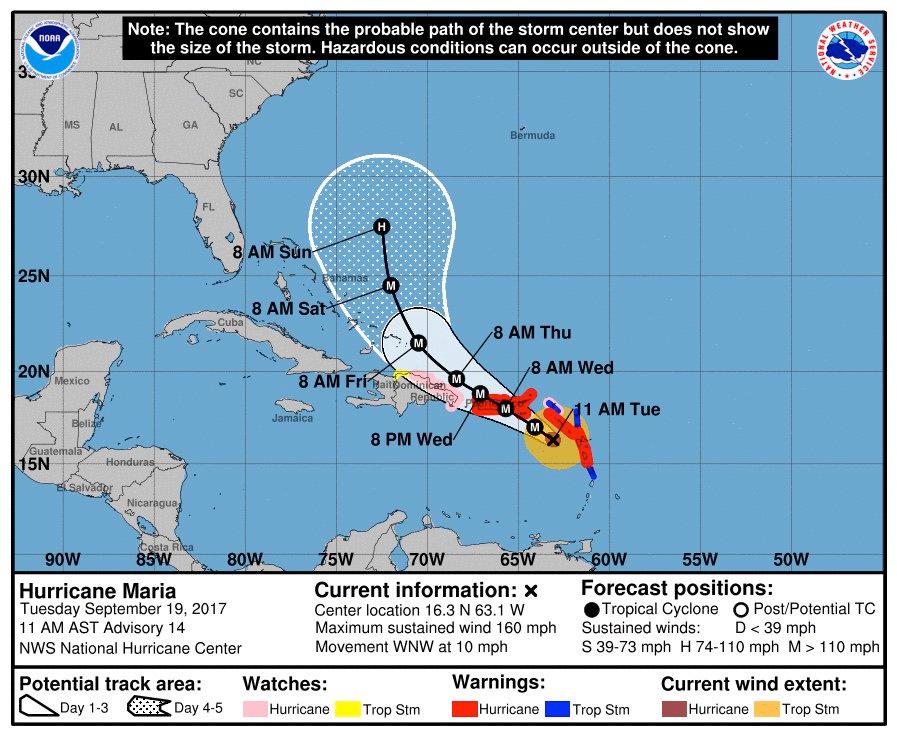 Note: The cone contains the probable path of the storm center but does not show
the size of the storm. Hazardous conditions can occur outside of the cone.
NOAA
NATIONAL WEATHER SERVICE
NC
SC
MS
AL
GA
Bermuda
30N
FL
8 AM Sun
25N
Bahamas
8 AM Sat
Cuba
8 AM Thu
20N
8 AM Fri
8 AM Wed
Mexico
Haiti
Dominican
Republic
11 AM Tue
Jamaica
Belize
8 PM Wed
Guatemala
15N
Honduras
El Salvador
Nicaragua
Costa Rica
90W
85W
80W
75W
70W
65W
60W
55W
50W
H
M
M
M
M
M
M
Hurricane Maria
Tuesday September 19, 2017
11 AM AST Advisory 14
NWS National Hurricane Center
Current information: ×
Center location 16.3 N 63.1 W
Maximum sustained wind 160 mph
Movement WNW at 10 mph
Forecast positions:
Tropical Cyclone Post/Potential TC
Sustained winds: D < 39 mph
S 39-73 mph H 74-110 mph M > 110 mph
Potential track area:
Day 1-3 Day 4-5
Watches:
Hurricane Trop Stm
Warnings:
Hurricane Trop Stm
Current wind extent:
Hurricane Trop Stm